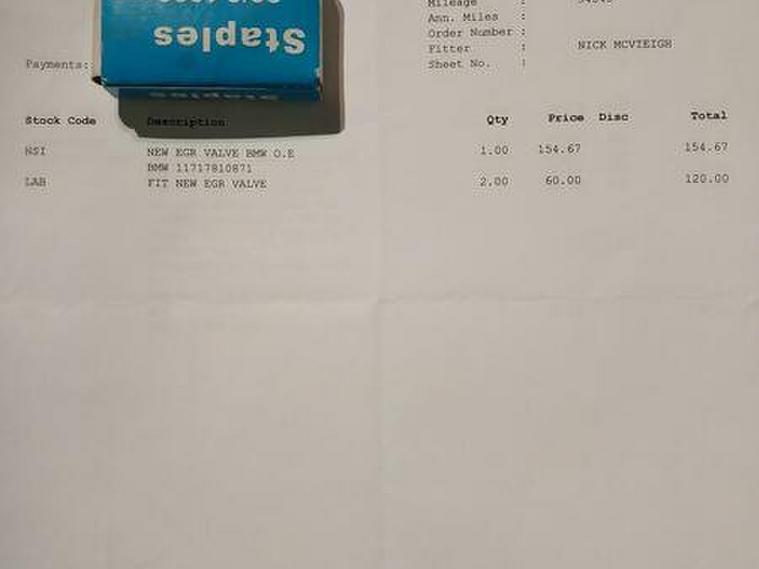 Mileage :
Ann. Miles :
Order Number :
Fitter : NICK MCVIEIGH
Sheet No. :
Payments:
Staples
Staples
Stock Code Description Qty Price Disc Total
NSI NEW EGR VALVE BMW O.E 1.00 154.67 154.67
BMW 11717810871
LAB FIT NEW EGR VALVE 2.00 60.00 120.00